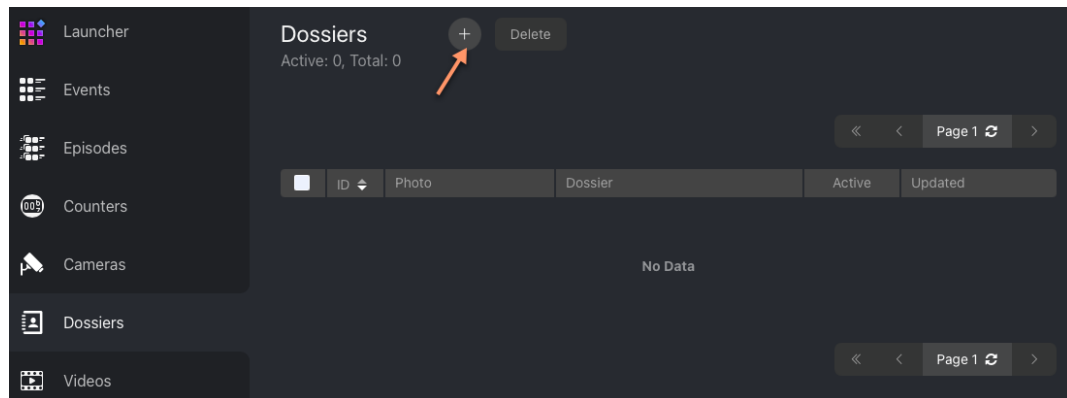 Launcher
Events
Episodes
Counters
Cameras
Dossiers
Videos
Dossiers + Delete
Active: 0, Total: 0
Page 1
ID Photo Dossier Active Updated
No Data
Page 1